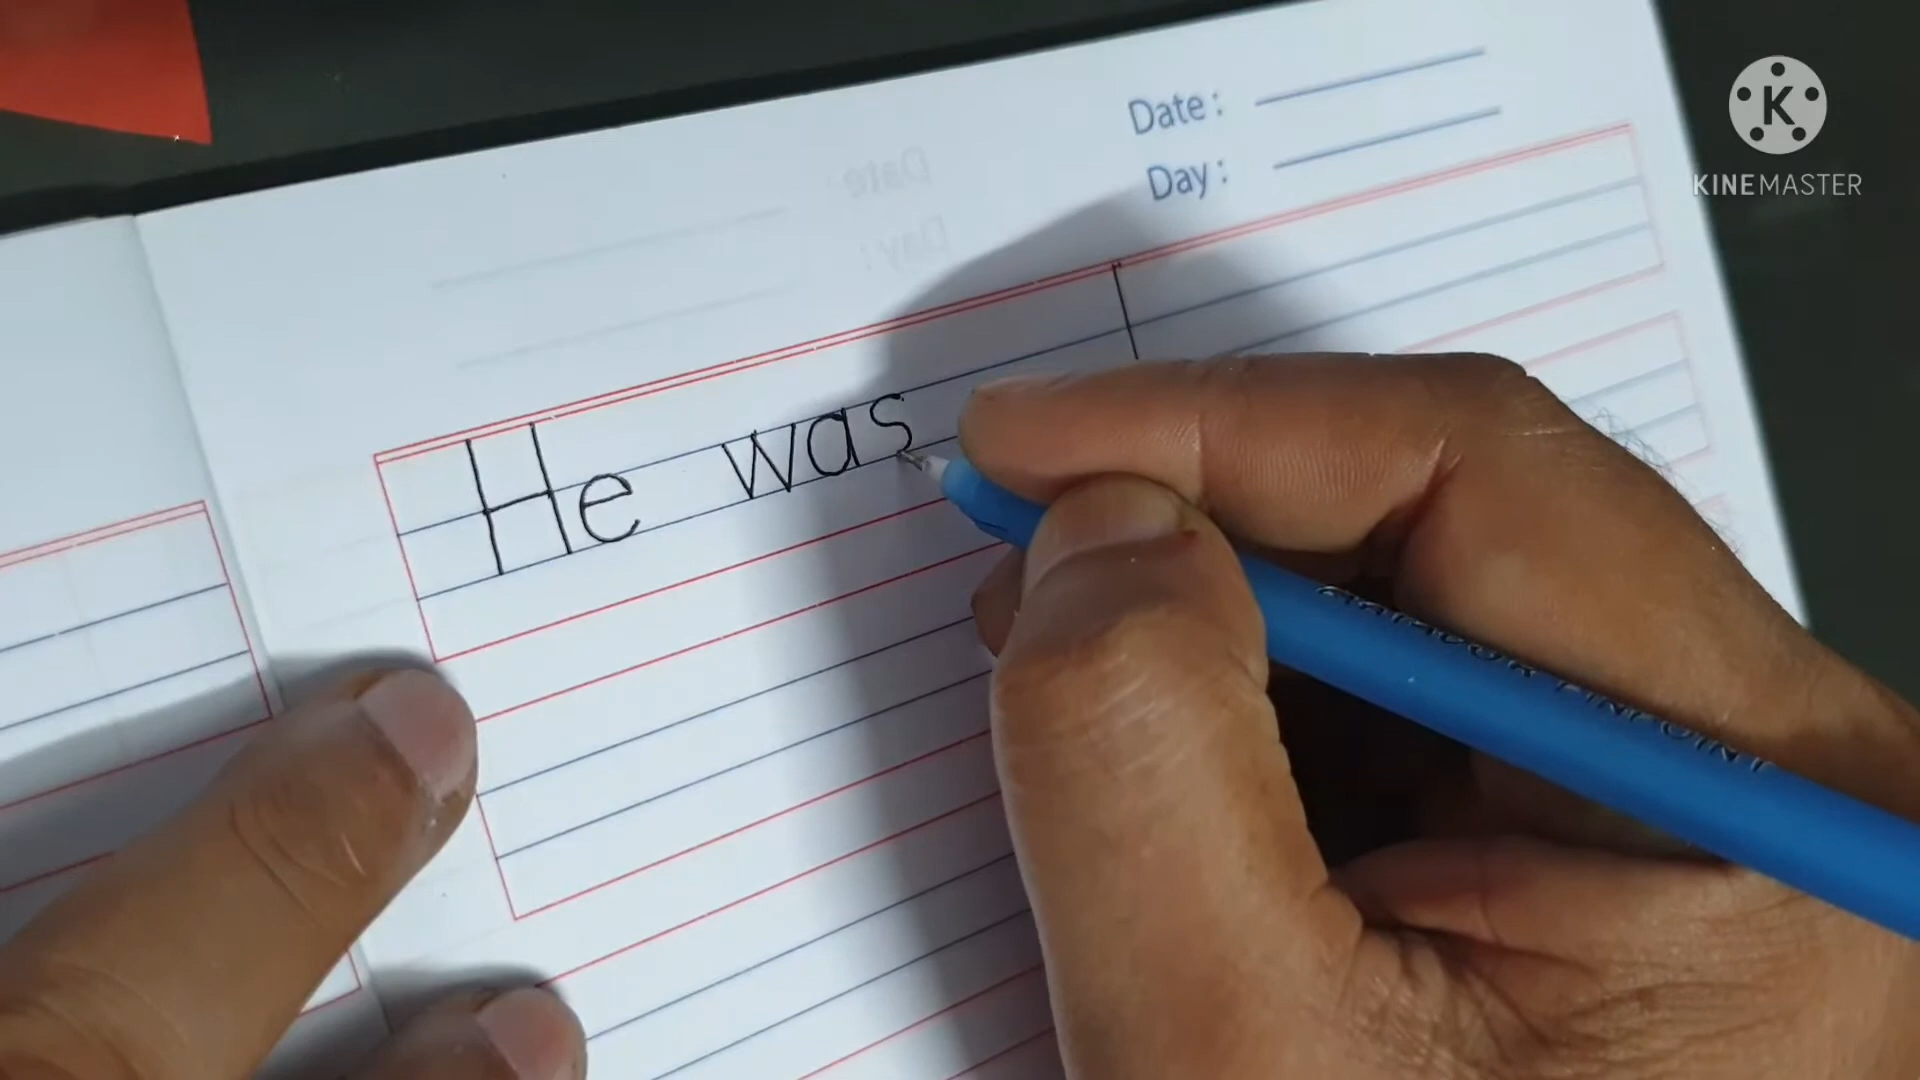 Date :
Day :
KINEMASTER
He was